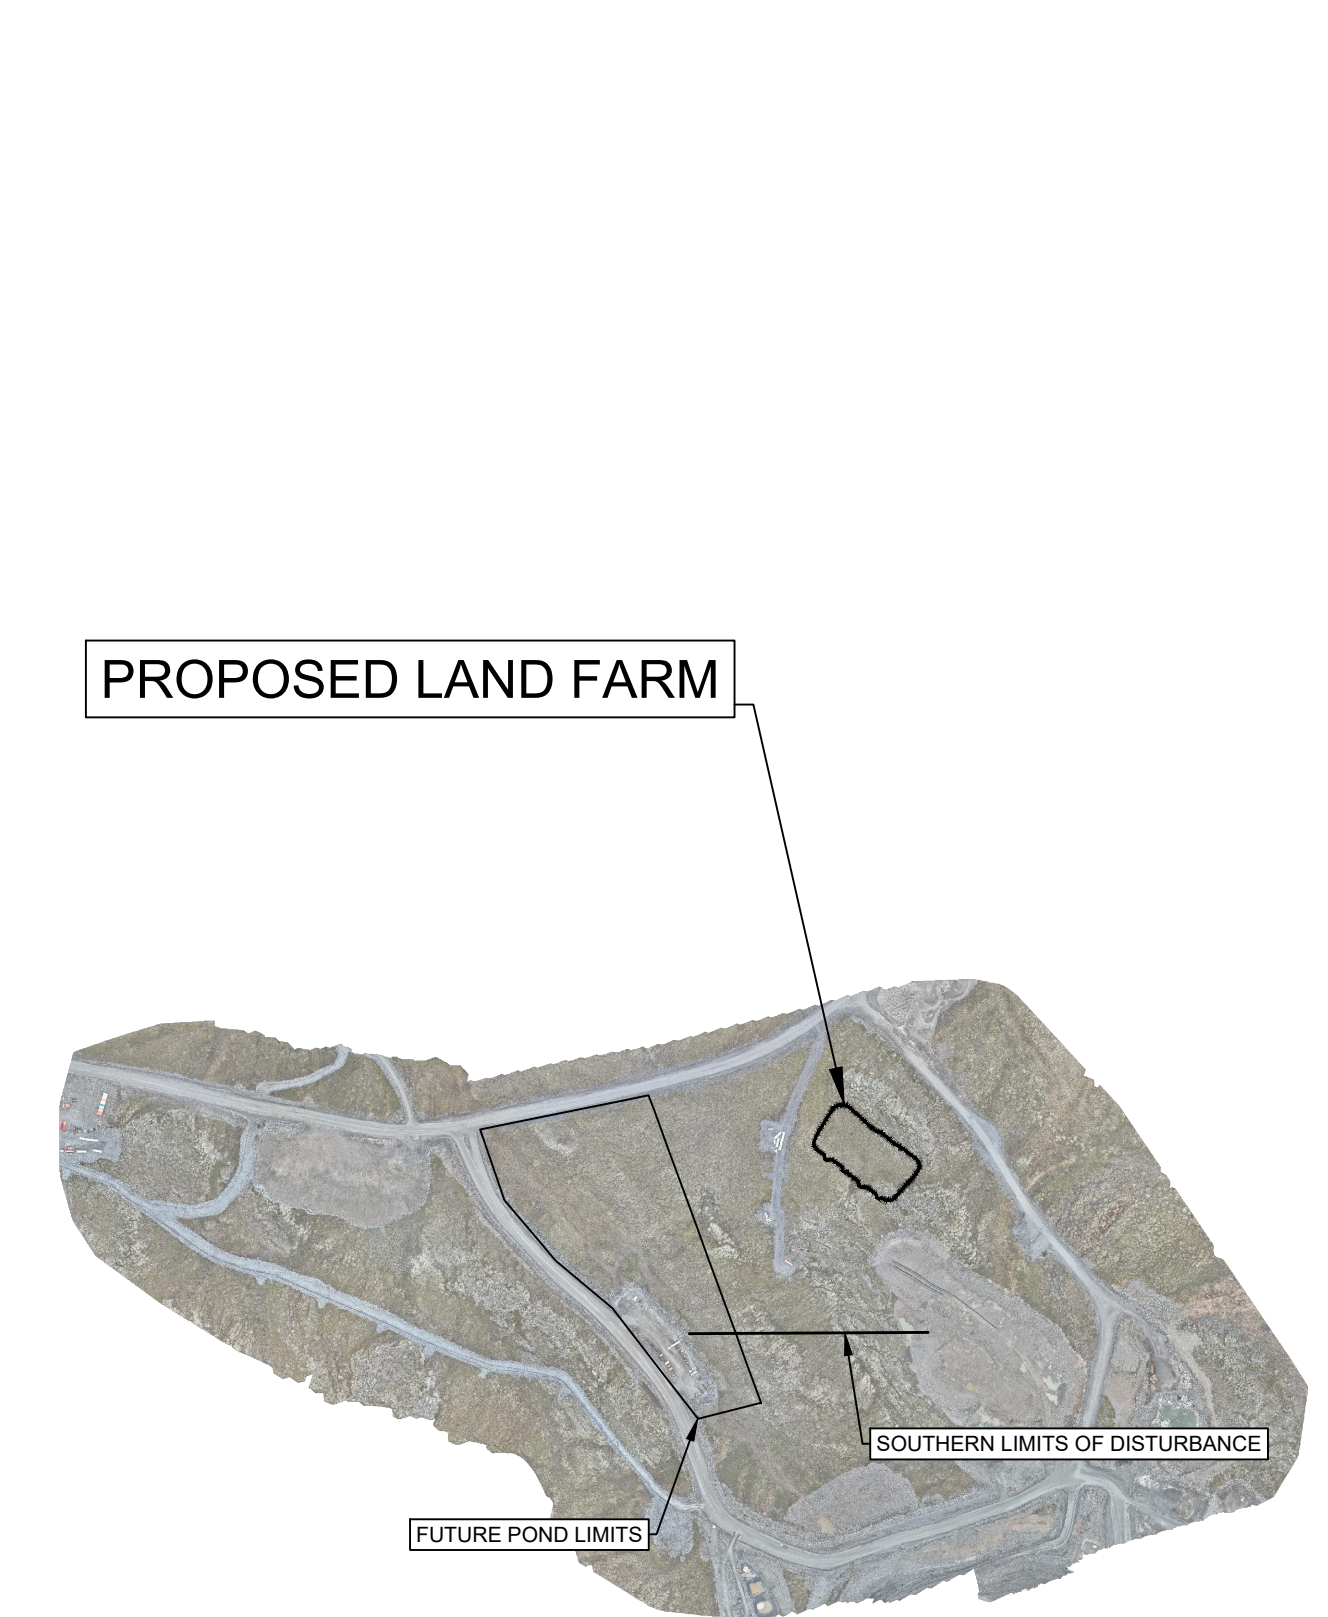 PROPOSED LAND FARM
SOUTHERN LIMITS OF DISTURBANCE
FUTURE POND LIMITS